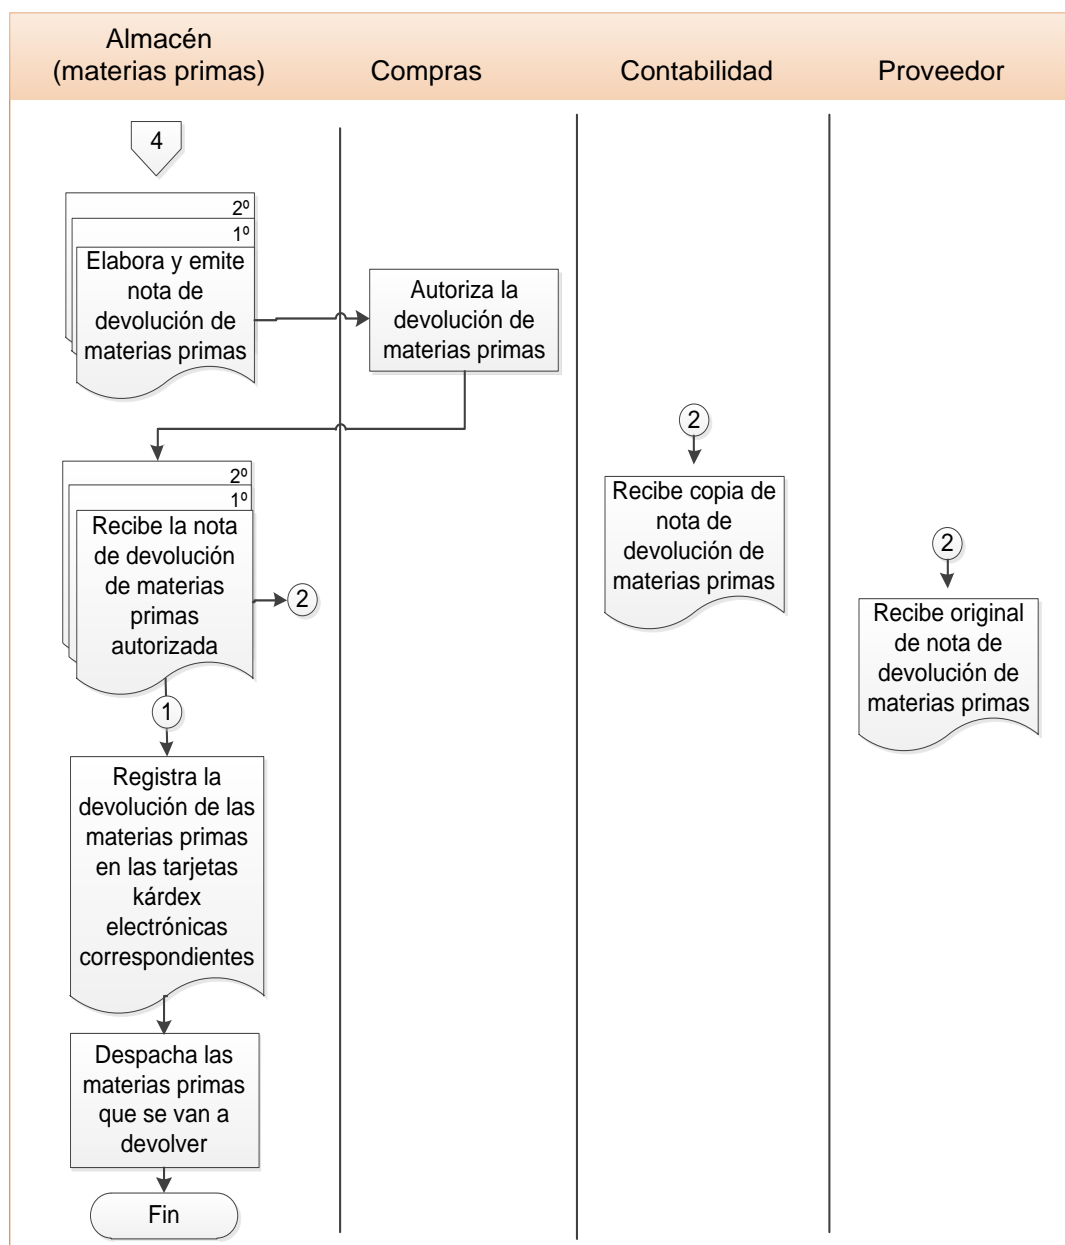 Almacén
(materias primas)
Compras
Contabilidad
Proveedor
4
2º
1º
Elabora y emite
nota de
devolución de
materias primas
Autoriza la
devolución de
materias primas
2º
1º
Recibe la nota
de devolución
de materias
primas
autorizada
2
1
Registra la
devolución de las
materias primas
en las tarjetas
kárdex
electrónicas
correspondientes
Despacha las
materias primas
que se van a
devolver
Fin
2
Recibe copia de
nota de
devolución de
materias primas
2
Recibe original
de nota de
devolución de
materias primas